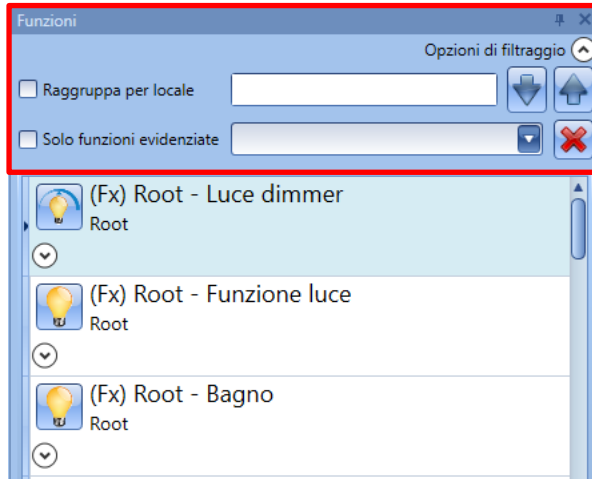 Funzioni
Opzioni di filtraggio
Raggruppa per locale
Solo funzioni evidenziate
(Fx) Root - Luce dimmer
Root
(Fx) Root - Funzione luce
Root
(Fx) Root - Bagno
Root